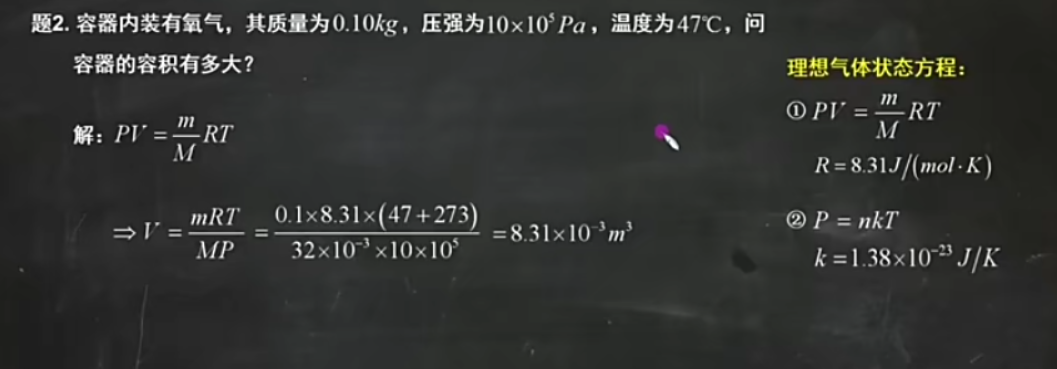 题2. 容器内装有氧气，其质量为0.10kg，压强为10×10⁵Pa，温度为47℃，问
容器的容积有多大？
解：PV = m/M RT
⇒V = mRT/MP = 0.1×8.31×(47+273)/32×10⁻³×10×10⁵ = 8.31×10⁻³m³
理想气体状态方程：
① PV = m/M RT
R = 8.31J/(mol·K)
② P = nkT
k = 1.38×10⁻²³ J/K